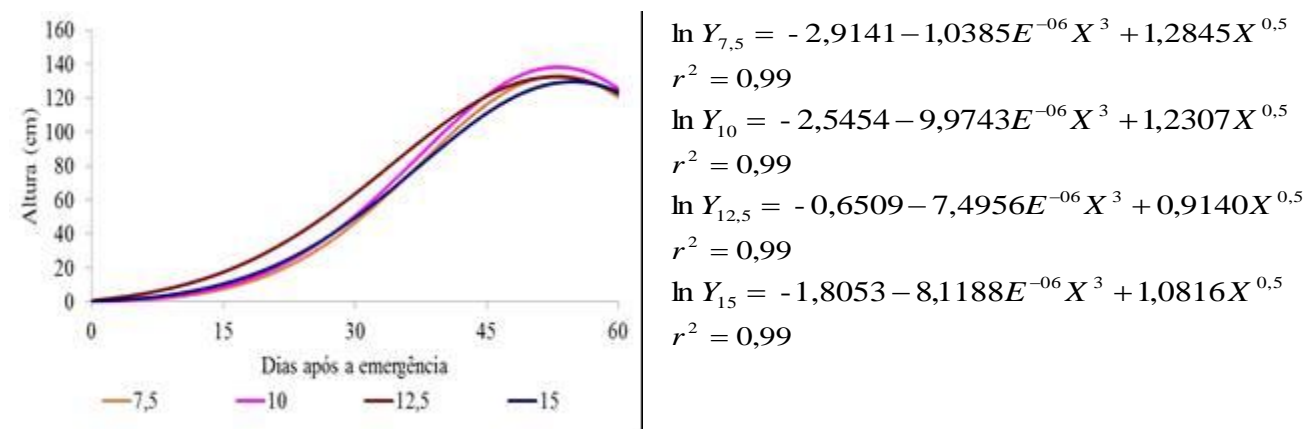 160
140
120
100
80
60
40
20
0
Altura (cm)
0 15 30 45 60
Dias após a emergência
7,5 10 12,5 15
ln Y₇,₅ = - 2,9141−1,0385E⁻⁰⁶ X³ +1,2845X⁰,⁵
r² = 0,99
ln Y₁₀ = - 2,5454−9,9743E⁻⁰⁶ X³ +1,2307X⁰,⁵
r² = 0,99
ln Y₁₂,₅ = - 0,6509−7,4956E⁻⁰⁶ X³ +0,9140X⁰,⁵
r² = 0,99
ln Y₁₅ = -1,8053−8,1188E⁻⁰⁶ X³ +1,0816X⁰,⁵
r² = 0,99